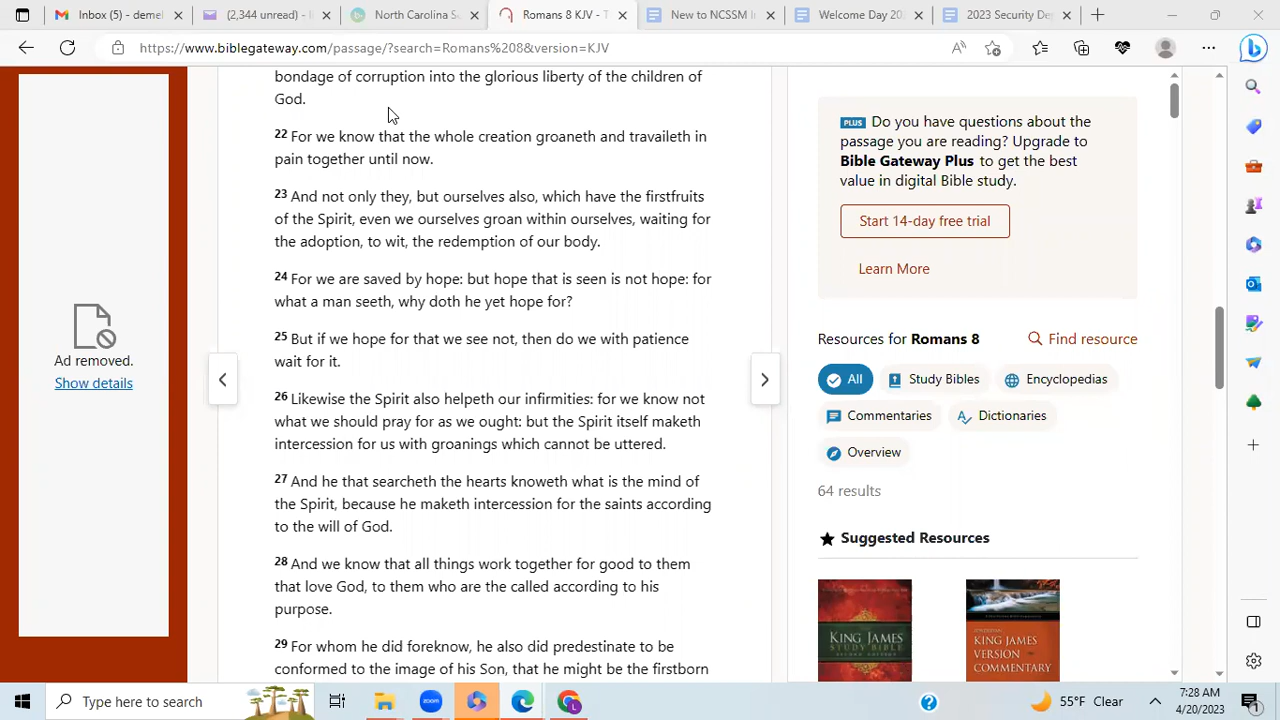 Inbox (5) - demel
(2,344 unread) - l
North Carolina Sc
Romans 8 KJV - T
New to NCSSM In
Welcome Day 20
2023 Security De
https://www.biblegateway.com/passage/?search=Romans%208&version=KJV
bondage of corruption into the glorious liberty of the children of
God.
22 For we know that the whole creation groaneth and travaileth in
pain together until now.
23 And not only they, but ourselves also, which have the firstfruits
of the Spirit, even we ourselves groan within ourselves, waiting for
the adoption, to wit, the redemption of our body.
24 For we are saved by hope: but hope that is seen is not hope: for
what a man seeth, why doth he yet hope for?
25 But if we hope for that we see not, then do we with patience
wait for it.
26 Likewise the Spirit also helpeth our infirmities: for we know not
what we should pray for as we ought: but the Spirit itself maketh
intercession for us with groanings which cannot be uttered.
27 And he that searcheth the hearts knoweth what is the mind of
the Spirit, because he maketh intercession for the saints according
to the will of God.
28 And we know that all things work together for good to them
that love God, to them who are the called according to his
purpose.
29 For whom he did foreknow, he also did predestinate to be
conformed to the image of his Son, that he might be the firstborn
Ad removed.
Show details
PLUS Do you have questions about the
passage you are reading? Upgrade to
Bible Gateway Plus to get the best
value in digital Bible study.
Start 14-day free trial
Learn More
Resources for Romans 8
Find resource
All
Study Bibles
Encyclopedias
Commentaries
Dictionaries
Overview
64 results
Suggested Resources
KING JAMES
STUDY BIBLE
KING JAMES
VERSION
COMMENTARY
Type here to search
55°F Clear
7:28 AM
4/20/2023